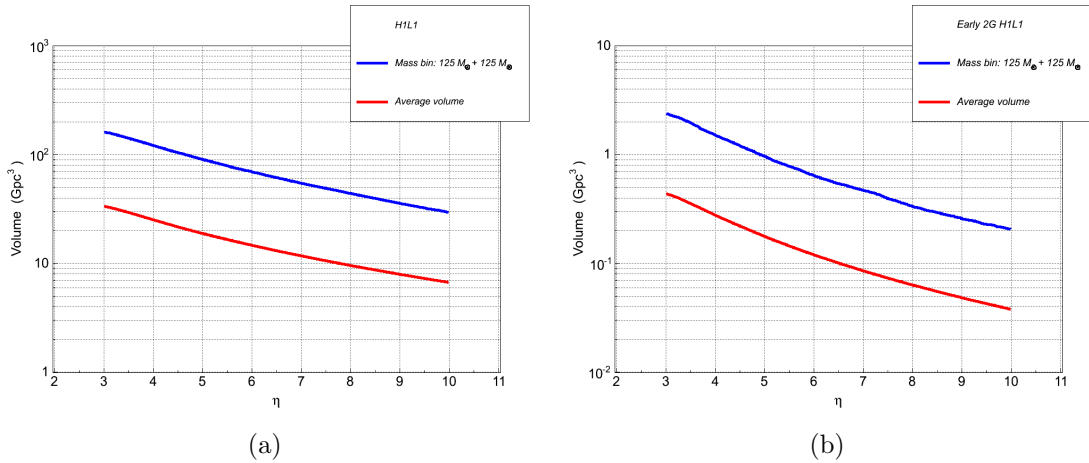 H1L1
Mass bin: 125 M⊙ + 125 M⊙
Average volume
Volume (Gpc³)
10³
10²
10
1
2 3 4 5 6 7 8 9 10 11
η
(a)
Early 2G H1L1
Mass bin: 125 M⊙ + 125 M⊙
Average volume
Volume (Gpc³)
10
1
10⁻¹
10⁻²
2 3 4 5 6 7 8 9 10 11
η
(b)